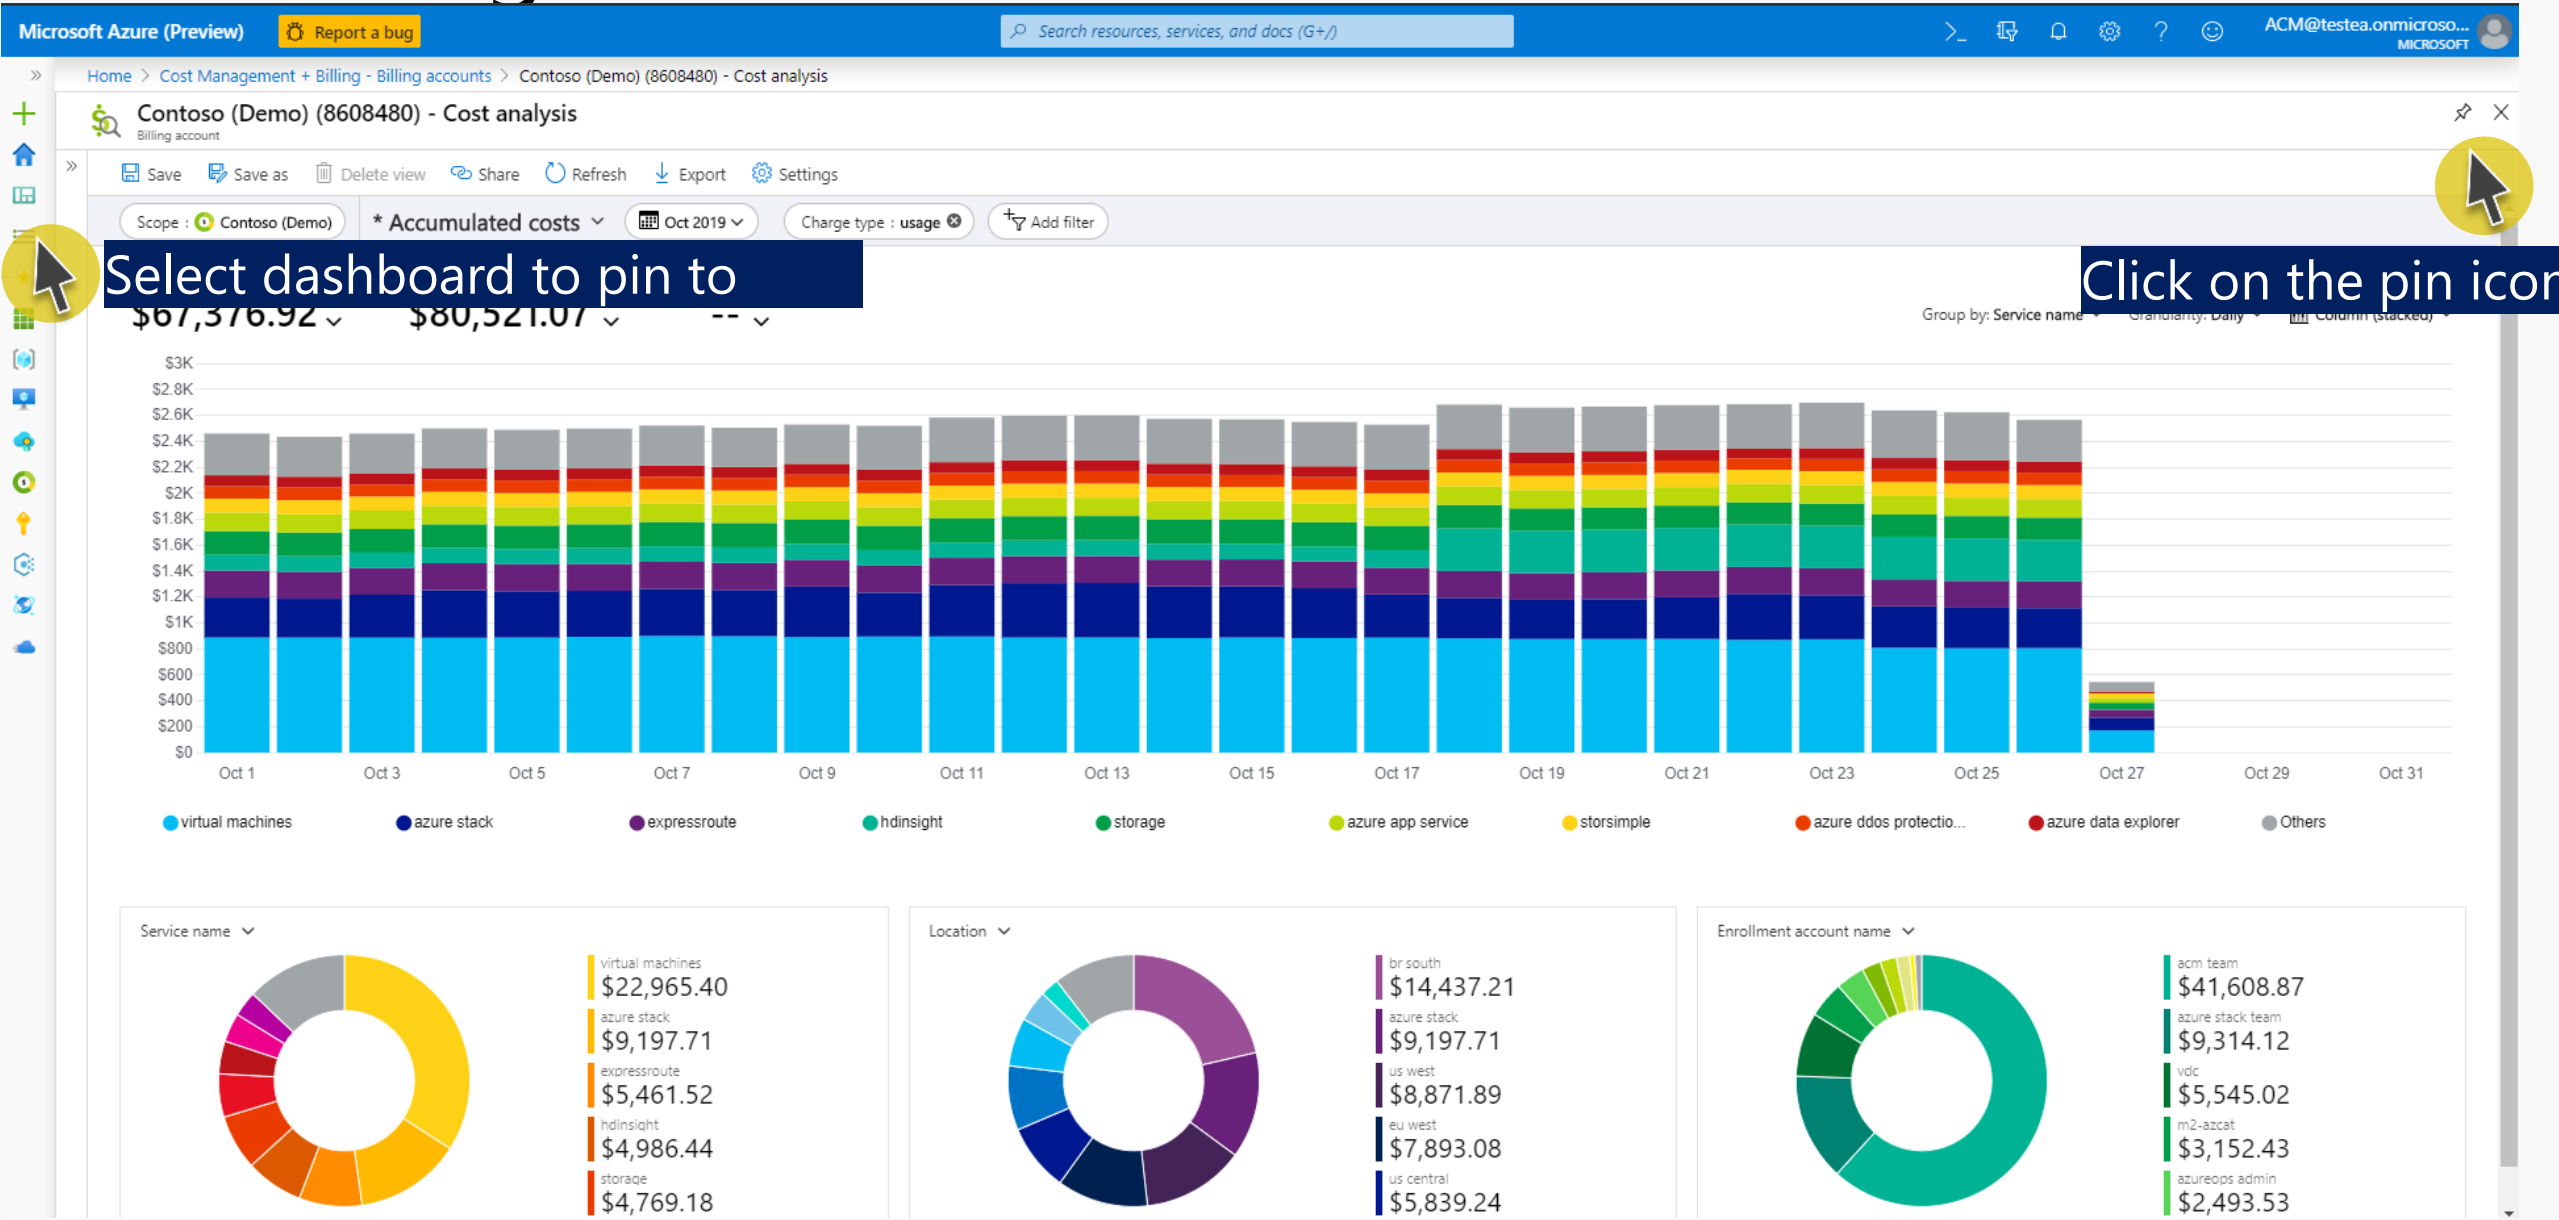 Microsoft Azure (Preview) Report a bug Search resources, services, and docs (G+/) >_ ? ACM@testea.onmicroso...
MICROSOFT
» Home > Cost Management + Billing - Billing accounts > Contoso (Demo) (8608480) - Cost analysis
Contoso (Demo) (8608480) - Cost analysis
Billing account
» Save Save as Delete view Share Refresh Export Settings
Scope : Contoso (Demo) * Accumulated costs Oct 2019 Charge type : usage Add filter
Select dashboard to pin to Click on the pin icon
$67,376.92 $80,521.07 -- Group by: Service name Granularity: Daily Column (stacked)
$3K
$2.8K
$2.6K
$2.4K
$2.2K
$2K
$1.8K
$1.6K
$1.4K
$1.2K
$1K
$800
$600
$400
$200
$0
Oct 1 Oct 3 Oct 5 Oct 7 Oct 9 Oct 11 Oct 13 Oct 15 Oct 17 Oct 19 Oct 21 Oct 23 Oct 25 Oct 27 Oct 29 Oct 31
virtual machines azure stack expressroute hdinsight storage azure app service storsimple azure ddos protectio... azure data explorer Others
Service name
virtual machines
$22,965.40
azure stack
$9,197.71
expressroute
$5,461.52
hdinsight
$4,986.44
storage
$4,769.18
Location
br south
$14,437.21
azure stack
$9,197.71
us west
$8,871.89
eu west
$7,893.08
us central
$5,839.24
Enrollment account name
acm team
$41,608.87
azure stack team
$9,314.12
vdc
$5,545.02
m2-azcat
$3,152.43
azureops admin
$2,493.53